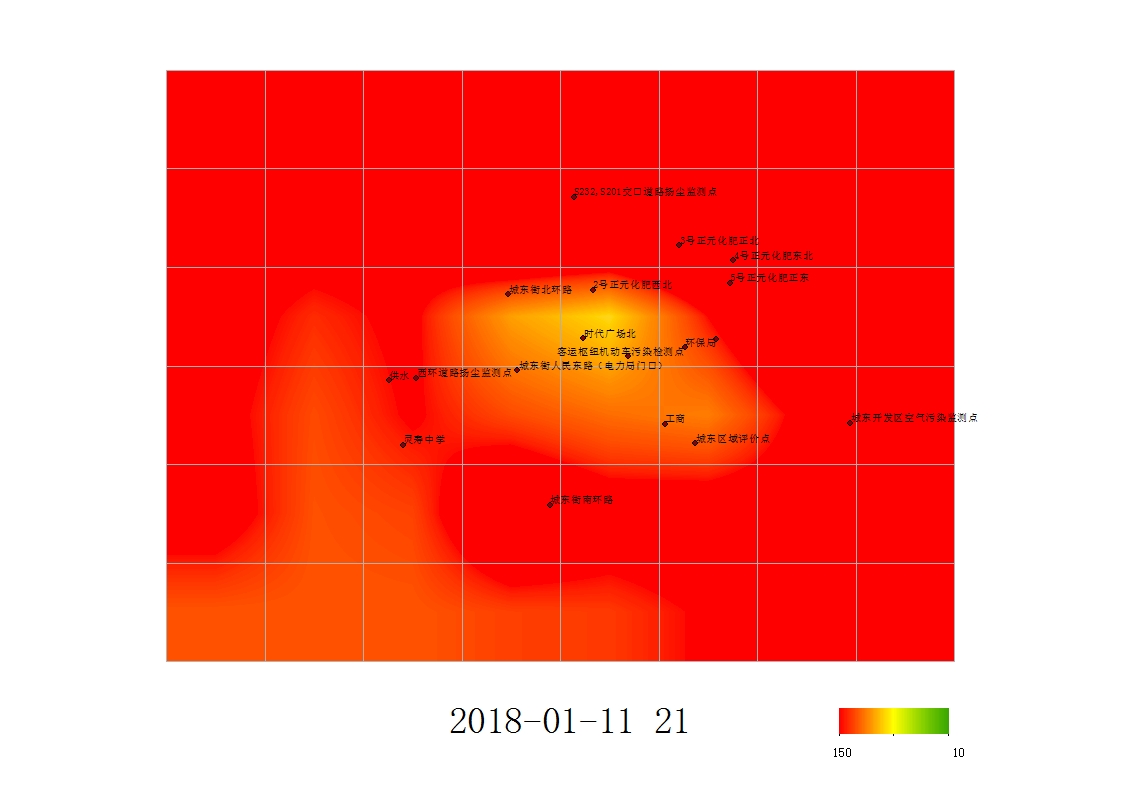 S232,S201交口道路扬尘监测点
3号正元化肥正北
4号正元化肥东北
5号正元化肥正东
2号正元化肥西北
城东街北环路
时代广场北
环保局
客运枢纽机动车污染检测点
城东街人民东路（电力局门口）
西环道路扬尘监测点
供水
工商
城东开发区空气污染监测点
城东区域评价点
灵寿中学
城东街南环路
2018-01-11 21
150
10